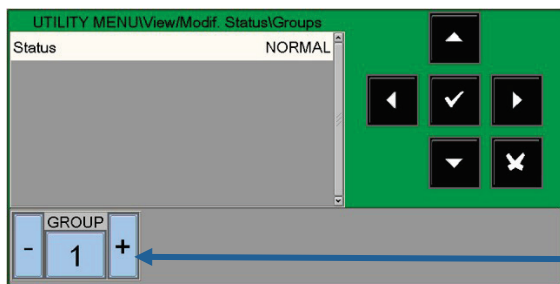 UTILITY MENU\View/Modif. Status\Groups
Status NORMAL
GROUP
- 1 +